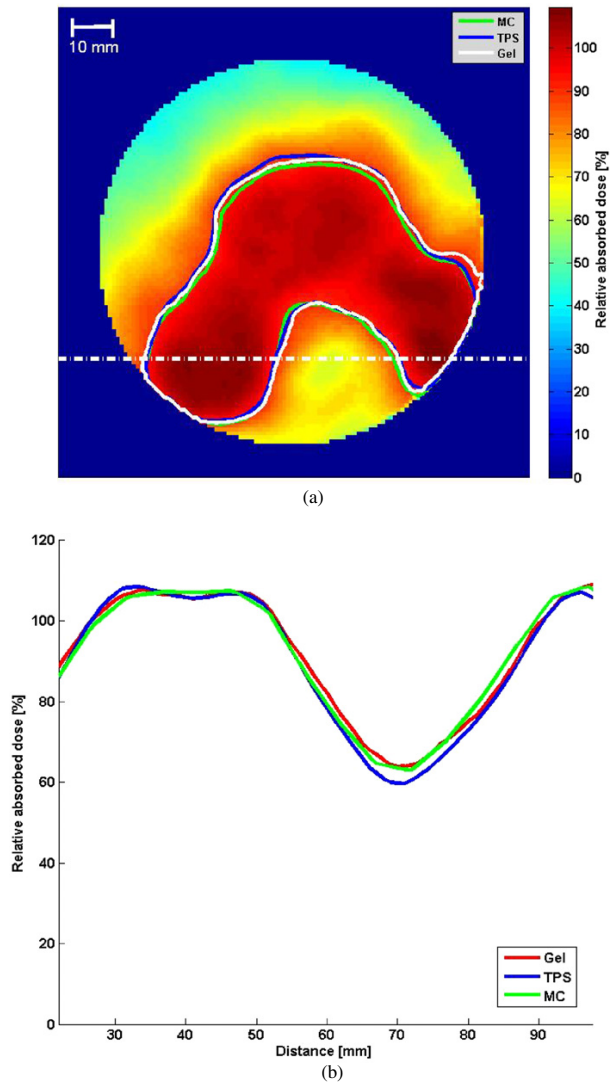 10 mm
MC
TPS
Gel
100
90
80
70
60
50
40
30
20
10
0
Relative absorbed dose [%]
(a)
120
100
80
60
40
20
0
Relative absorbed dose [%]
Gel
TPS
MC
30 40 50 60 70 80 90
Distance [mm]
(b)